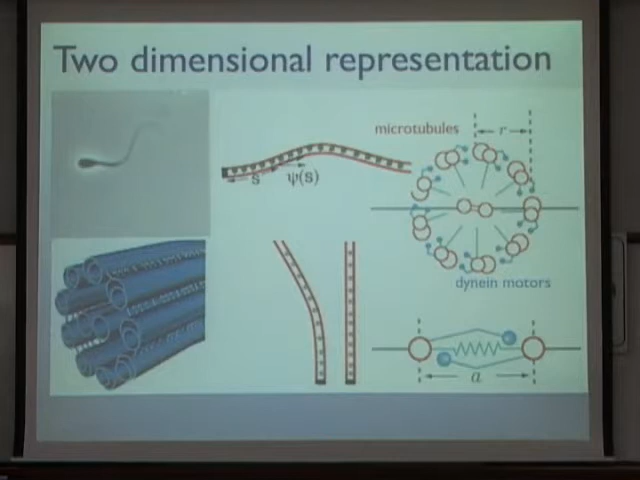 Two dimensional representation
microtubules
r
s
ψ(s)
dynein motors
a